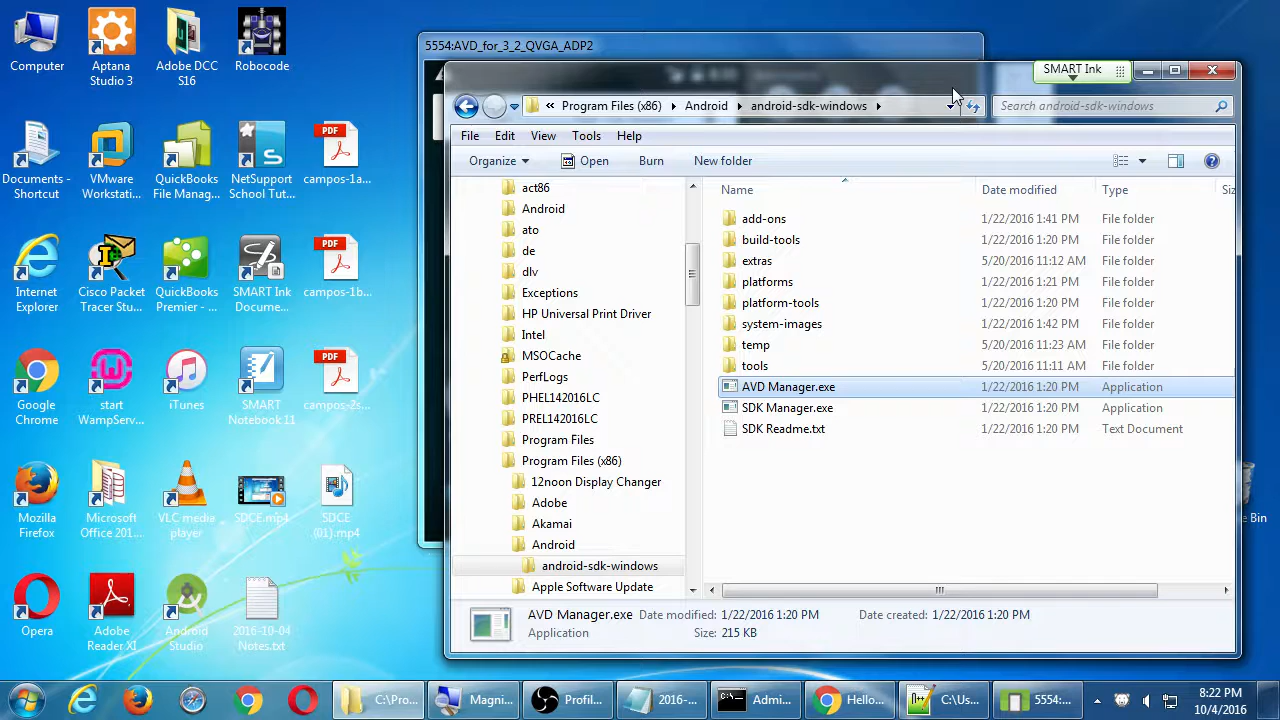 Computer
Aptana
Studio 3
Adobe DCC
S16
Robocode
Documents -
Shortcut
VMware
Workstati...
QuickBooks
File Manag...
NetSupport
School Tut...
PDF
campos-1a...
Internet
Explorer
Cisco Packet
Tracer Stu...
QuickBooks
Premier - ...
SMART Ink
Docume...
PDF
campos-1b...
Google
Chrome
start
WampServ...
iTunes
SMART
Notebook 11
PDF
campos-2s...
Mozilla
Firefox
Microsoft
Office 201...
VLC media
player
SDCE.mp4
SDCE
(01).mp4
Opera
Adobe
Reader XI
Android
Studio
2016-10-04
Notes.txt
e Bin
5554:AVD_for_3_2_QVGA_ADP2
SMART Ink
« Program Files (x86) Android android-sdk-windows
Search android-sdk-windows
File Edit View Tools Help
Organize Open Burn New folder
act86
Android
ato
de
dlv
Exceptions
HP Universal Print Driver
Intel
MSOCache
PerfLogs
PHEL142016LC
PREL142016LC
Program Files
Program Files (x86)
12noon Display Changer
Adobe
Akamai
Android
android-sdk-windows
Apple Software Update
Name Date modified Type Siz
add-ons 1/22/2016 1:41 PM File folder
build-tools 1/22/2016 1:20 PM File folder
extras 5/20/2016 11:12 AM File folder
platforms 1/22/2016 1:21 PM File folder
platform-tools 1/22/2016 1:20 PM File folder
system-images 1/22/2016 1:42 PM File folder
temp 5/20/2016 11:23 AM File folder
tools 5/20/2016 11:11 AM File folder
AVD Manager.exe 1/22/2016 1:20 PM Application
SDK Manager.exe 1/22/2016 1:20 PM Application
SDK Readme.txt 1/22/2016 1:20 PM Text Document
AVD Manager.exe Date modified: 1/22/2016 1:20 PM Date created: 1/22/2016 1:20 PM
Application Size: 215 KB
C:\Pro... Magni... Profil... 2016-... Admi... Hello... C:\Us... 5554:...
8:22 PM
10/4/2016